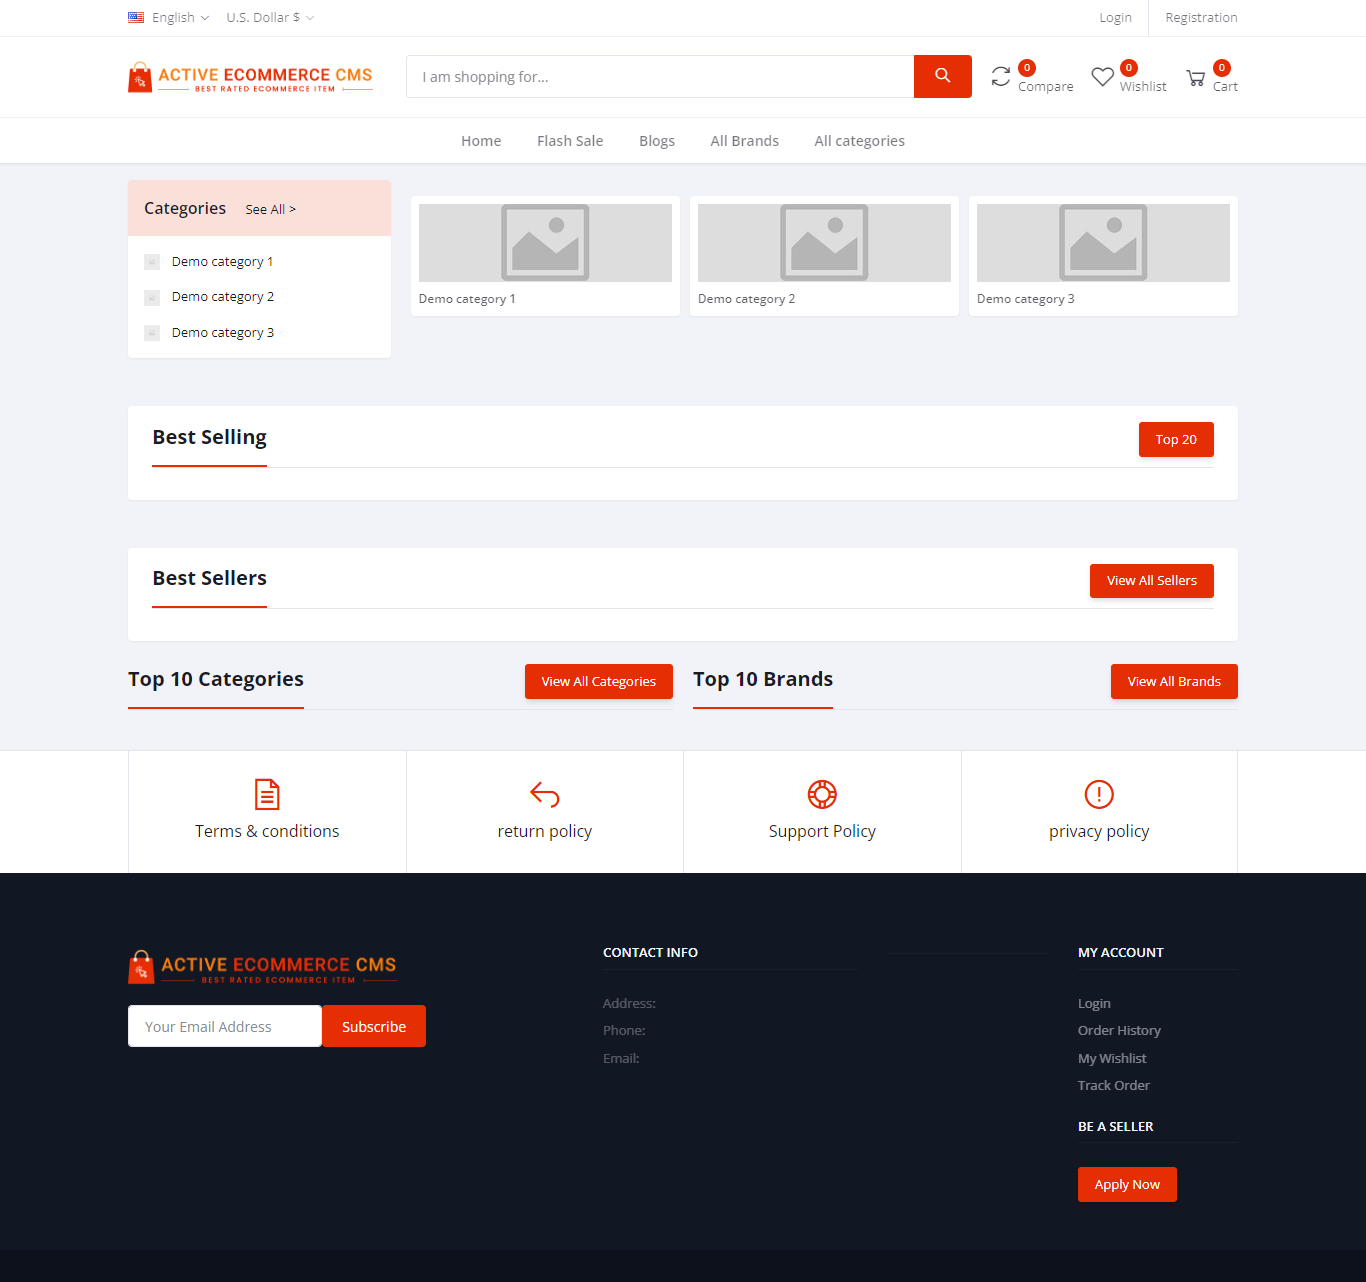 English U.S. Dollar $ Login Registration
ACTIVE ECOMMERCE CMS
BEST RATED ECOMMERCE ITEM
I am shopping for...
0 Compare
0 Wishlist
0 Cart
Home Flash Sale Blogs All Brands All categories
Categories See All >
Demo category 1
Demo category 2
Demo category 3
Demo category 1
Demo category 2
Demo category 3
Best Selling Top 20
Best Sellers View All Sellers
Top 10 Categories View All Categories
Top 10 Brands View All Brands
Terms & conditions
return policy
Support Policy
privacy policy
ACTIVE ECOMMERCE CMS
BEST RATED ECOMMERCE ITEM
Your Email Address Subscribe
CONTACT INFO
Address:
Phone:
Email:
MY ACCOUNT
Login
Order History
My Wishlist
Track Order
BE A SELLER
Apply Now